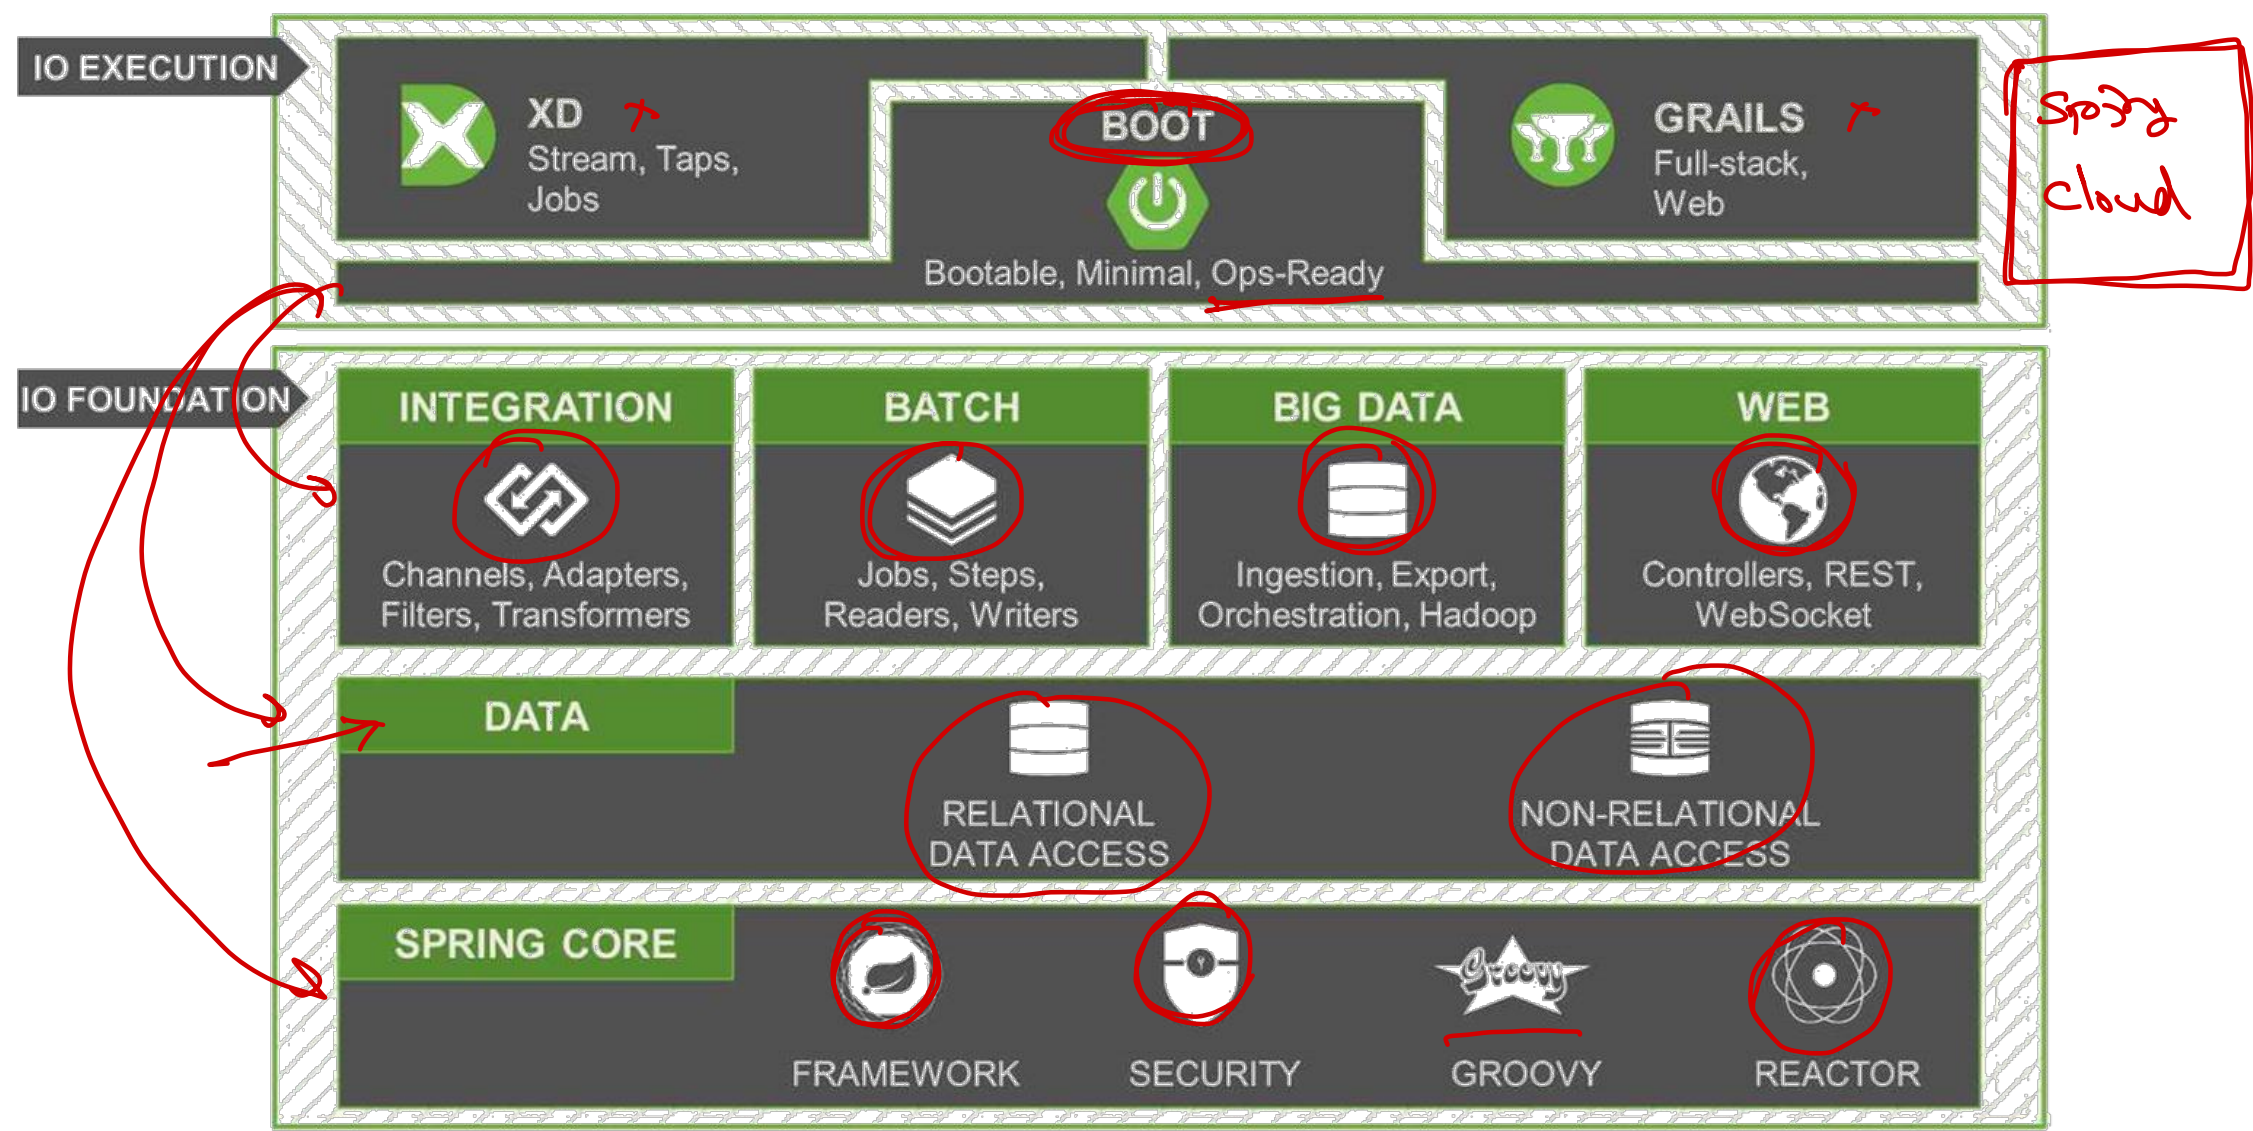 IO EXECUTION
XD
Stream, Taps,
Jobs
BOOT
Bootable, Minimal, Ops-Ready
GRAILS
Full-stack,
Web
Spring
Cloud
IO FOUNDATION
INTEGRATION
Channels, Adapters,
Filters, Transformers
BATCH
Jobs, Steps,
Readers, Writers
BIG DATA
Ingestion, Export,
Orchestration, Hadoop
WEB
Controllers, REST,
WebSocket
DATA
RELATIONAL
DATA ACCESS
NON-RELATIONAL
DATA ACCESS
SPRING CORE
FRAMEWORK
SECURITY
Groovy
GROOVY
REACTOR